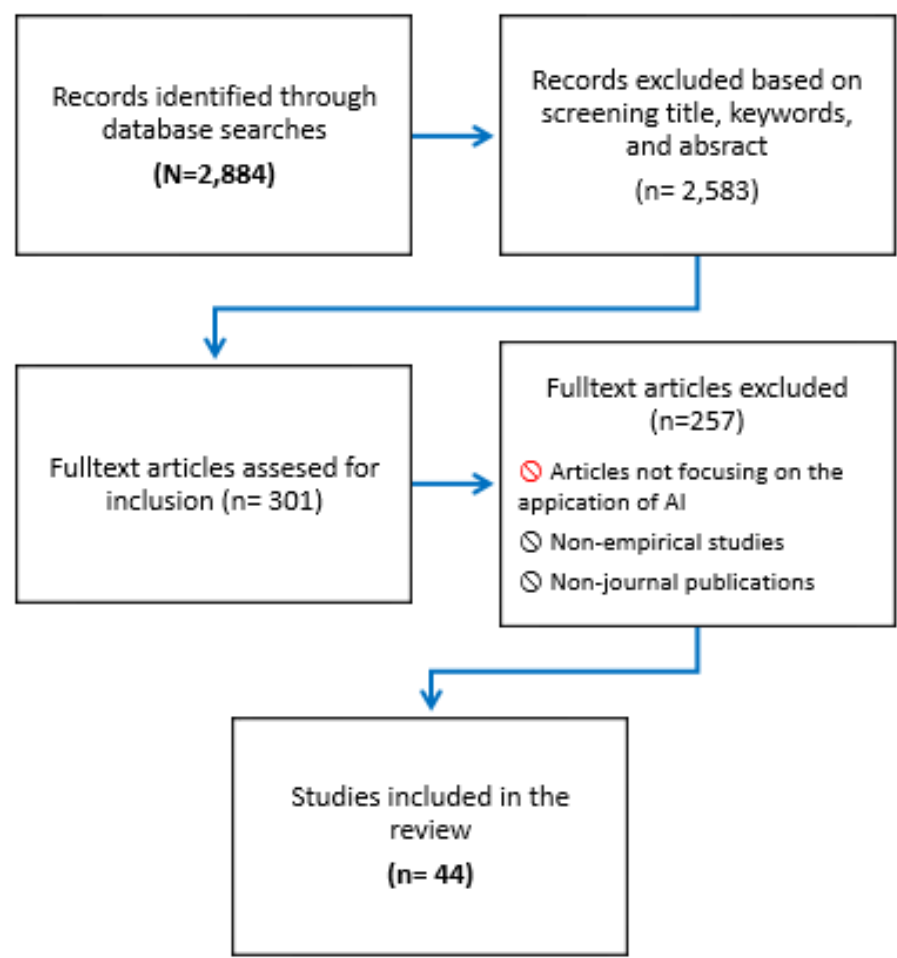 Records identified through
database searches
(N=2,884)
Records excluded based on
screening title, keywords,
and absract
(n= 2,583)
Fulltext articles assesed for
inclusion (n= 301)
Fulltext articles excluded
(n=257)
Articles not focusing on the
appication of AI
Non-empirical studies
Non-journal publications
Studies included in the
review
(n= 44)